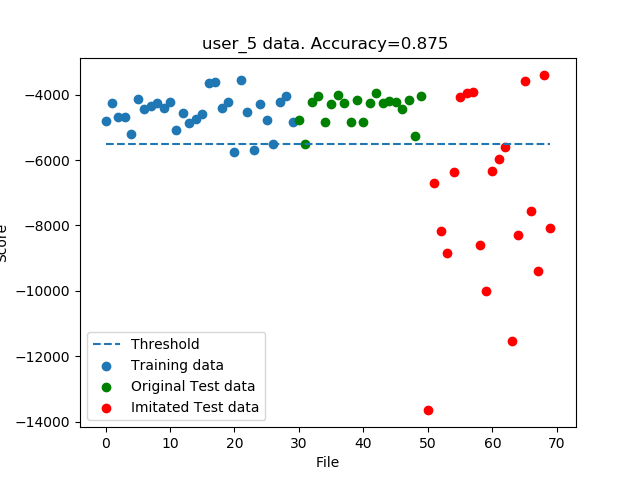 user_5 data. Accuracy=0.875
−4000
−6000
−8000
−10000
−12000
−14000
Score
Threshold
Training data
Original Test data
Imitated Test data
0 10 20 30 40 50 60 70
File